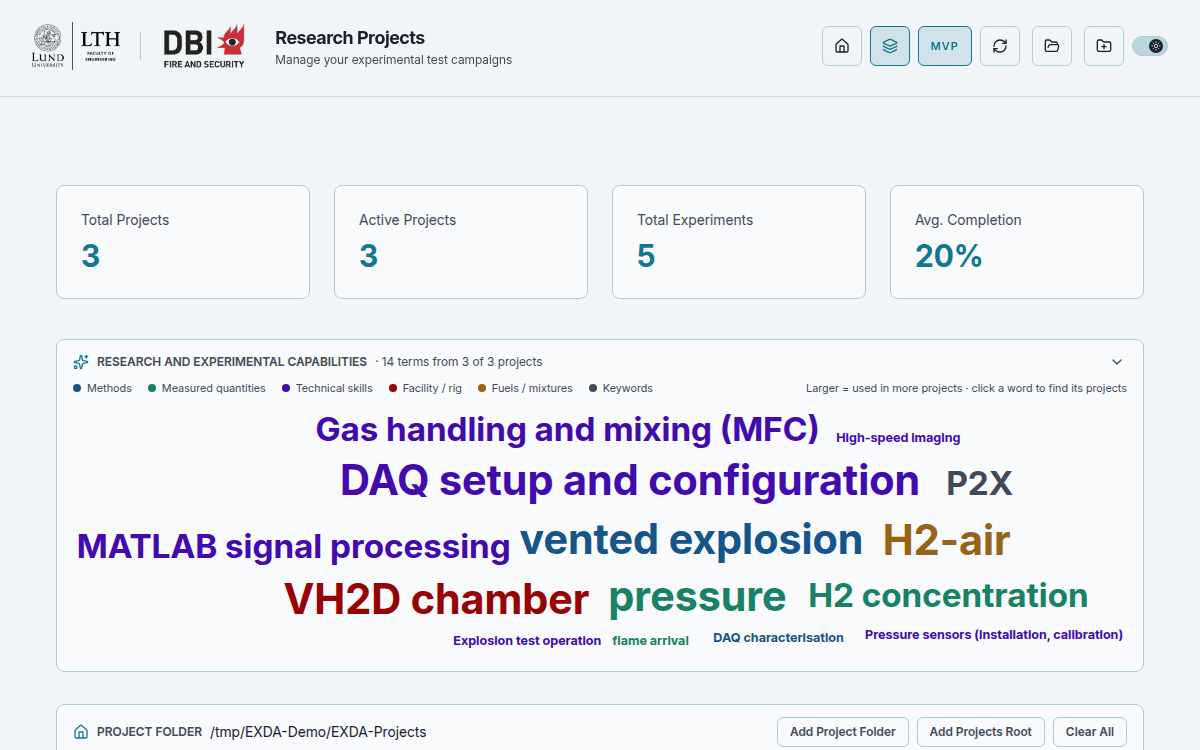 LUND
UNIVERSITY
LTH
FACULTY OF
ENGINEERING
DBI
FIRE AND SECURITY
Research Projects
Manage your experimental test campaigns
MVP
Total Projects
3
Active Projects
3
Total Experiments
5
Avg. Completion
20%
RESEARCH AND EXPERIMENTAL CAPABILITIES · 14 terms from 3 of 3 projects
Methods Measured quantities Technical skills Facility / rig Fuels / mixtures Keywords Larger = used in more projects · click a word to find its projects
Gas handling and mixing (MFC) High-speed imaging
DAQ setup and configuration P2X
MATLAB signal processing vented explosion H2-air
VH2D chamber pressure H2 concentration
Explosion test operation flame arrival DAQ characterisation Pressure sensors (installation, calibration)
PROJECT FOLDER /tmp/EXDA-Demo/EXDA-Projects Add Project Folder Add Projects Root Clear All